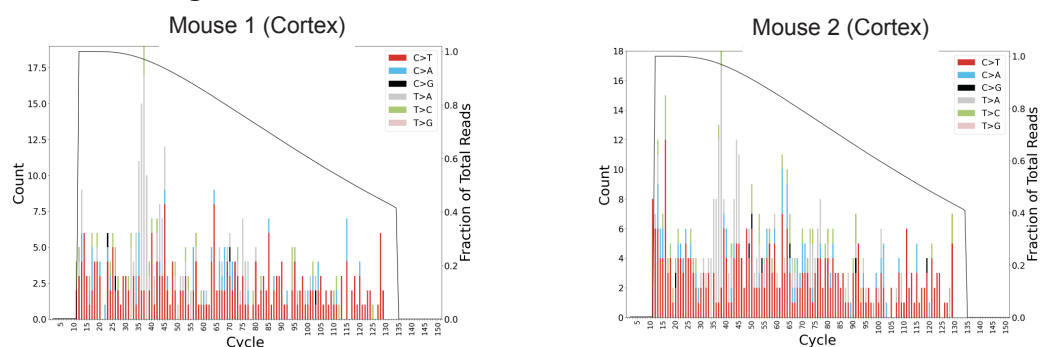 Mouse 1 (Cortex)
17.5
15.0
12.5
10.0
7.5
5.0
2.5
0.0
Count
C>T
C>A
C>G
T>A
T>C
T>G
1.0
0.8
0.6
0.4
0.2
0.0
Fraction of Total Reads
5 10 15 20 25 30 35 40 45 50 55 60 65 70 75 80 85 90 95 100 105 110 115 120 125 130 135 140 145 150
Cycle
Mouse 2 (Cortex)
18
16
14
12
10
8
6
4
2
0
Count
C>T
C>A
C>G
T>A
T>C
T>G
1.0
0.8
0.6
0.4
0.2
0.0
Fraction of Total Reads
5 10 15 20 25 30 35 40 45 50 55 60 65 70 75 80 85 90 95 100 105 110 115 120 125 130 135 140 145 150
Cycle